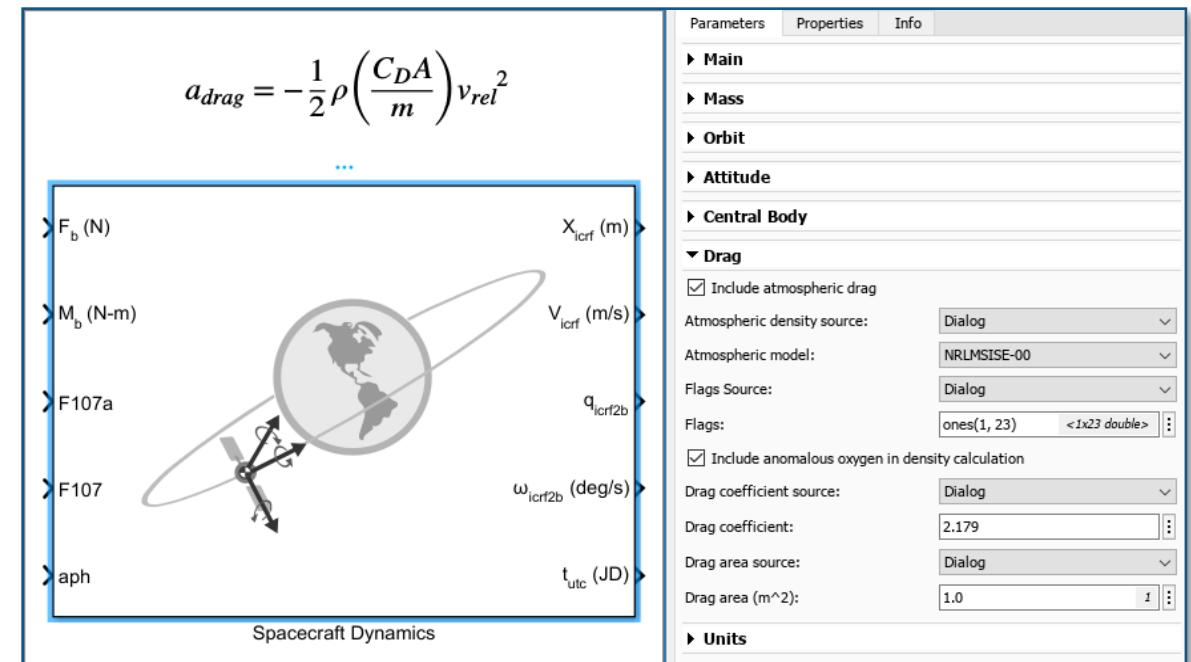 a_drag = −1/2 ρ(C_D A/m) v_rel²
...
F_b (N)
M_b (N-m)
F107a
F107
aph
X_icrf (m)
V_icrf (m/s)
q_icrf2b
ω_icrf2b (deg/s)
t_utc (JD)
Spacecraft Dynamics
Parameters Properties Info
Main
Mass
Orbit
Attitude
Central Body
Drag
Include atmospheric drag
Atmospheric density source: Dialog
Atmospheric model: NRLMSISE-00
Flags Source: Dialog
Flags: ones(1, 23) <1x23 double>
Include anomalous oxygen in density calculation
Drag coefficient source: Dialog
Drag coefficient: 2.179
Drag area source: Dialog
Drag area (m^2): 1.0 1
Units